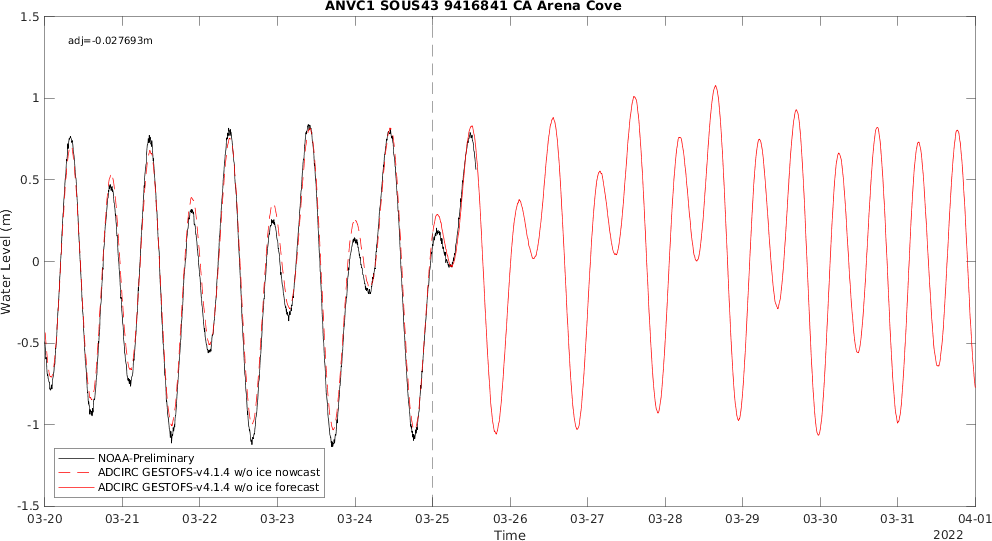 ANVC1 SOUS43 9416841 CA Arena Cove
adj=-0.027693m
Water Level (m)
1.5
1
0.5
0
-0.5
-1
-1.5
NOAA-Preliminary
ADCIRC GESTOFS-v4.1.4 w/o ice nowcast
ADCIRC GESTOFS-v4.1.4 w/o ice forecast
03-20 03-21 03-22 03-23 03-24 03-25 03-26 03-27 03-28 03-29 03-30 03-31 04-01
Time
2022